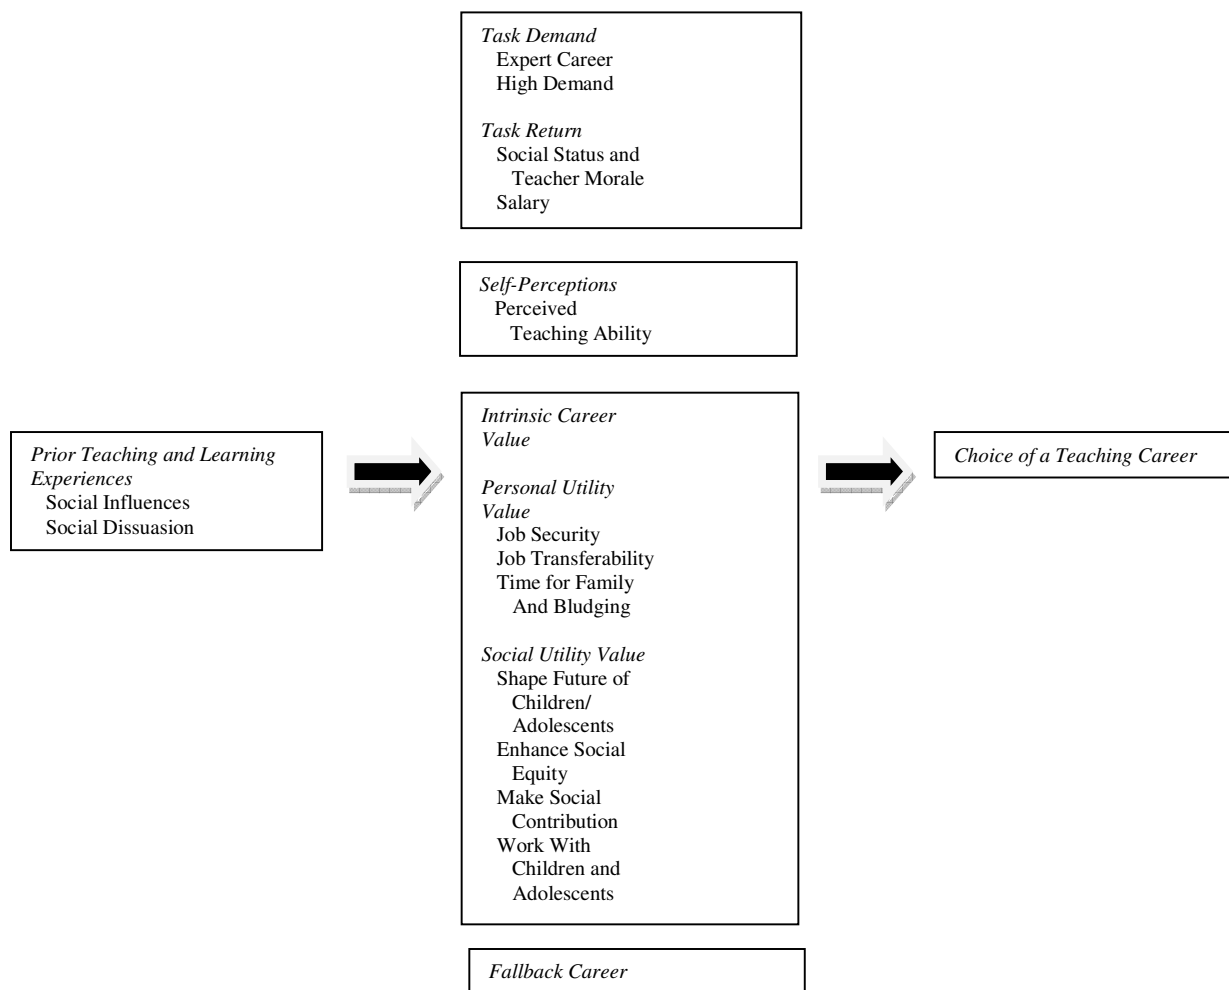 Task Demand
Expert Career
High Demand
Task Return
Social Status and
Teacher Morale
Salary
Self-Perceptions
Perceived
Teaching Ability
Prior Teaching and Learning
Experiences
Social Influences
Social Dissuasion
Intrinsic Career
Value
Personal Utility
Value
Job Security
Job Transferability
Time for Family
And Bludging
Social Utility Value
Shape Future of
Children/
Adolescents
Enhance Social
Equity
Make Social
Contribution
Work With
Children and
Adolescents
Choice of a Teaching Career
Fallback Career